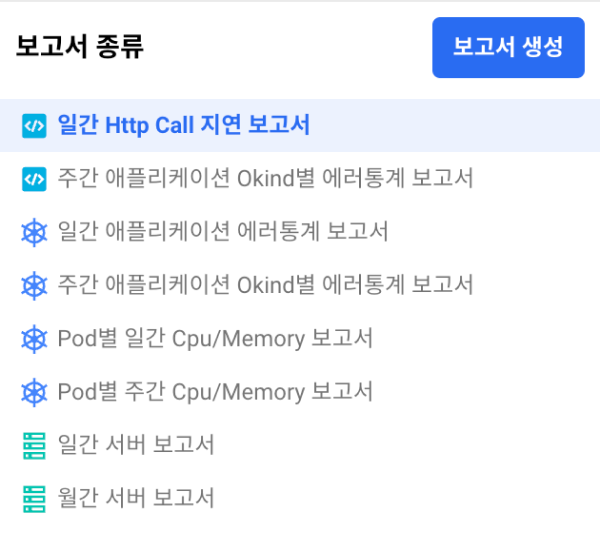 보고서 종류
보고서 생성
일간 Http Call 지연 보고서
주간 애플리케이션 Okind별 에러통계 보고서
일간 애플리케이션 에러통계 보고서
주간 애플리케이션 Okind별 에러통계 보고서
Pod별 일간 Cpu/Memory 보고서
Pod별 주간 Cpu/Memory 보고서
일간 서버 보고서
월간 서버 보고서